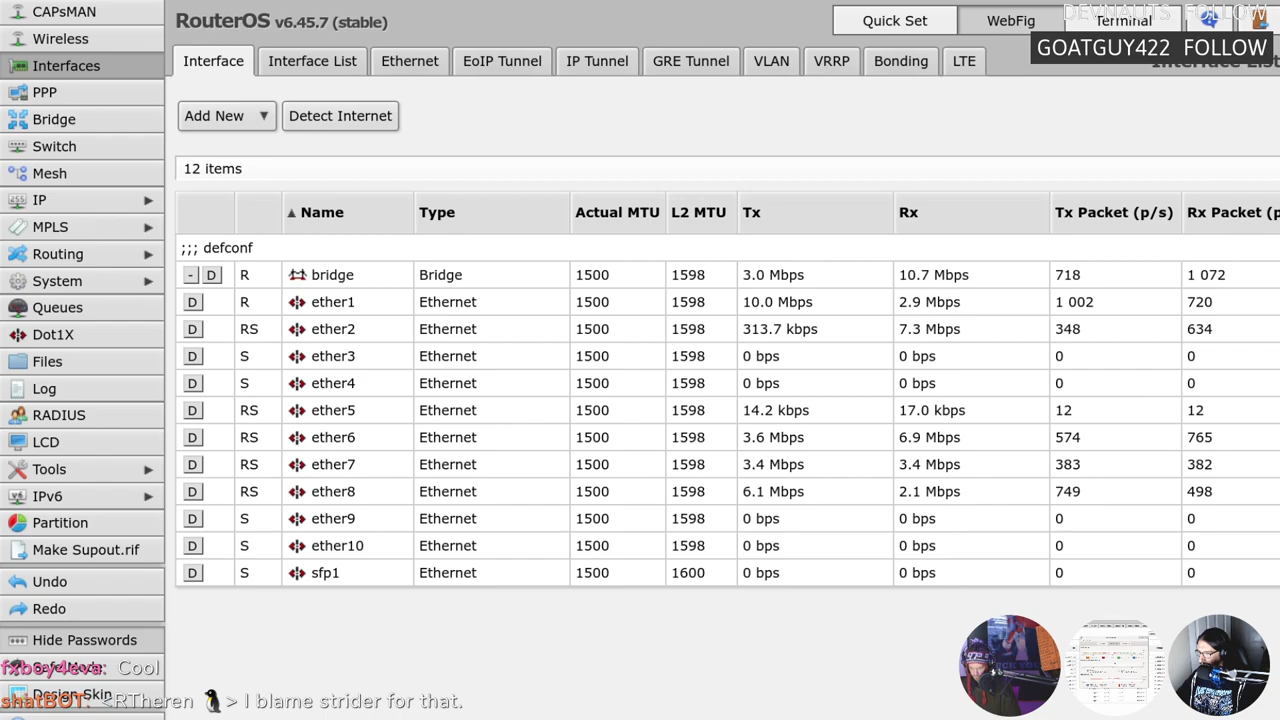 CAPsMAN
Wireless
Interfaces
PPP
Bridge
Switch
Mesh
IP
MPLS
Routing
System
Queues
Dot1X
Files
Log
RADIUS
LCD
Tools
IPv6
Partition
Make Supout.rif
Undo
Redo
Hide Passwords
Design Skin
RouterOS v6.45.7 (stable)
Quick Set WebFig Terminal
DEVNAUTS FOLLOW
GOATGUY422 FOLLOW
Interface List
Interface Interface List Ethernet EoIP Tunnel IP Tunnel GRE Tunnel VLAN VRRP Bonding LTE
Add New ▼ Detect Internet
12 items
▲ Name Type Actual MTU L2 MTU Tx Rx Tx Packet (p/s) Rx Packet (p
;;; defconf
- D R bridge Bridge 1500 1598 3.0 Mbps 10.7 Mbps 718 1 072
D R ether1 Ethernet 1500 1598 10.0 Mbps 2.9 Mbps 1 002 720
D RS ether2 Ethernet 1500 1598 313.7 kbps 7.3 Mbps 348 634
D S ether3 Ethernet 1500 1598 0 bps 0 bps 0 0
D S ether4 Ethernet 1500 1598 0 bps 0 bps 0 0
D RS ether5 Ethernet 1500 1598 14.2 kbps 17.0 kbps 12 12
D RS ether6 Ethernet 1500 1598 3.6 Mbps 6.9 Mbps 574 765
D RS ether7 Ethernet 1500 1598 3.4 Mbps 3.4 Mbps 383 382
D RS ether8 Ethernet 1500 1598 6.1 Mbps 2.1 Mbps 749 498
D S ether9 Ethernet 1500 1598 0 bps 0 bps 0 0
D S ether10 Ethernet 1500 1598 0 bps 0 bps 0 0
D S sfp1 Ethernet 1500 1600 0 bps 0 bps 0 0
fxboy4eva: Cool
shatBOT: <RTheren 🐧> I blame strider for that.